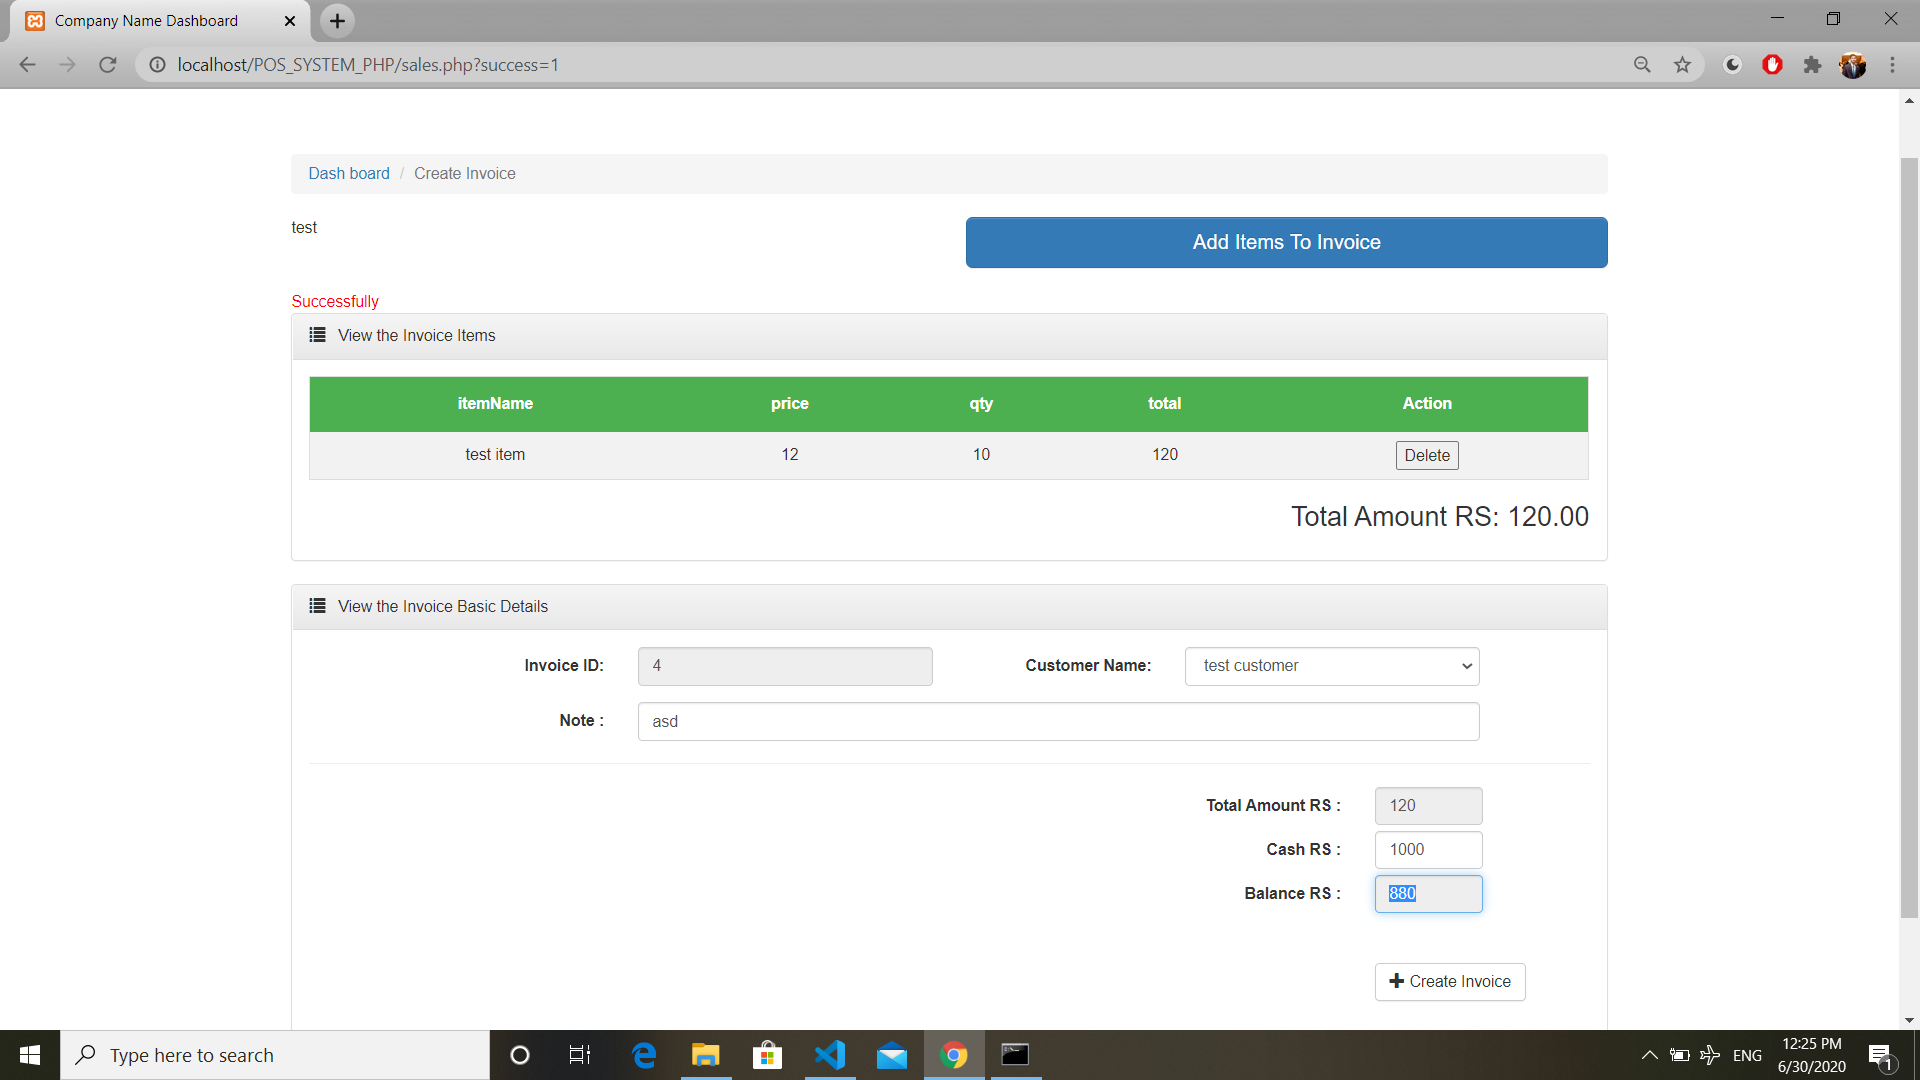 Company Name Dashboard
localhost/POS_SYSTEM_PHP/sales.php?success=1
Dash board / Create Invoice
test
Add Items To Invoice
Successfully
View the Invoice Items
itemName price qty total Action
test item 12 10 120 Delete
Total Amount RS: 120.00
View the Invoice Basic Details
Invoice ID: 4 Customer Name: test customer
Note : asd
Total Amount RS : 120
Cash RS : 1000
Balance RS : 880
Create Invoice
Type here to search
ENG
12:25 PM
6/30/2020
1